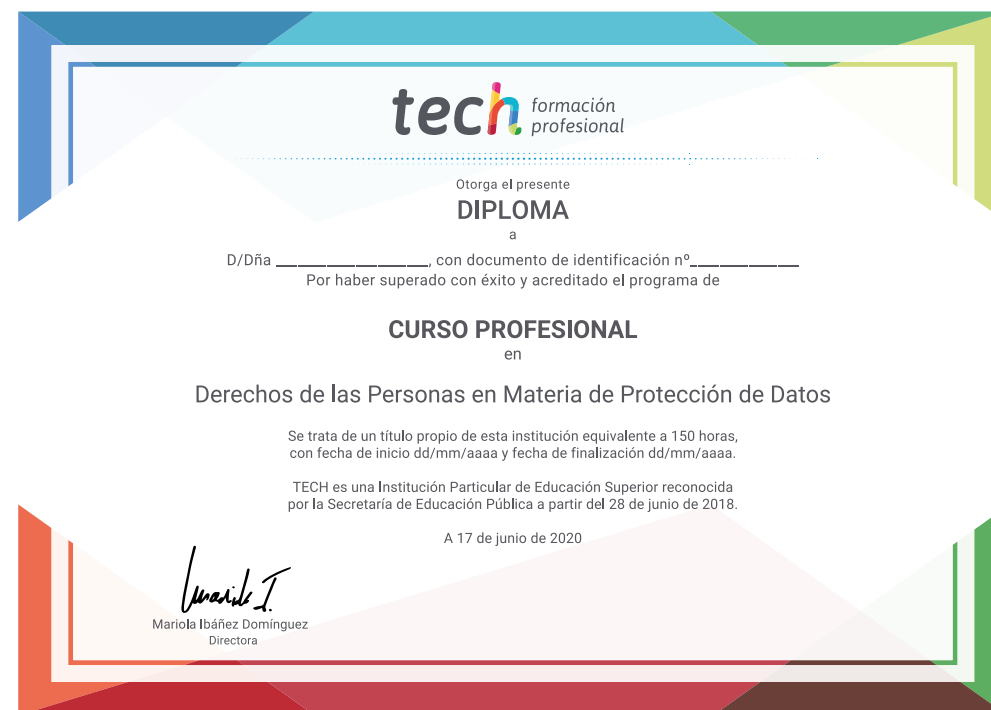 tech formación
profesional
Otorga el presente
DIPLOMA
a
D/Dña ____________________, con documento de identificación nº______________
Por haber superado con éxito y acreditado el programa de
CURSO PROFESIONAL
en
Derechos de las Personas en Materia de Protección de Datos
Se trata de un título propio de esta institución equivalente a 150 horas,
con fecha de inicio dd/mm/aaaa y fecha de finalización dd/mm/aaaa.
TECH es una Institución Particular de Educación Superior reconocida
por la Secretaría de Educación Pública a partir del 28 de junio de 2018.
A 17 de junio de 2020
Mariola I.
Mariola Ibáñez Domínguez
Directora